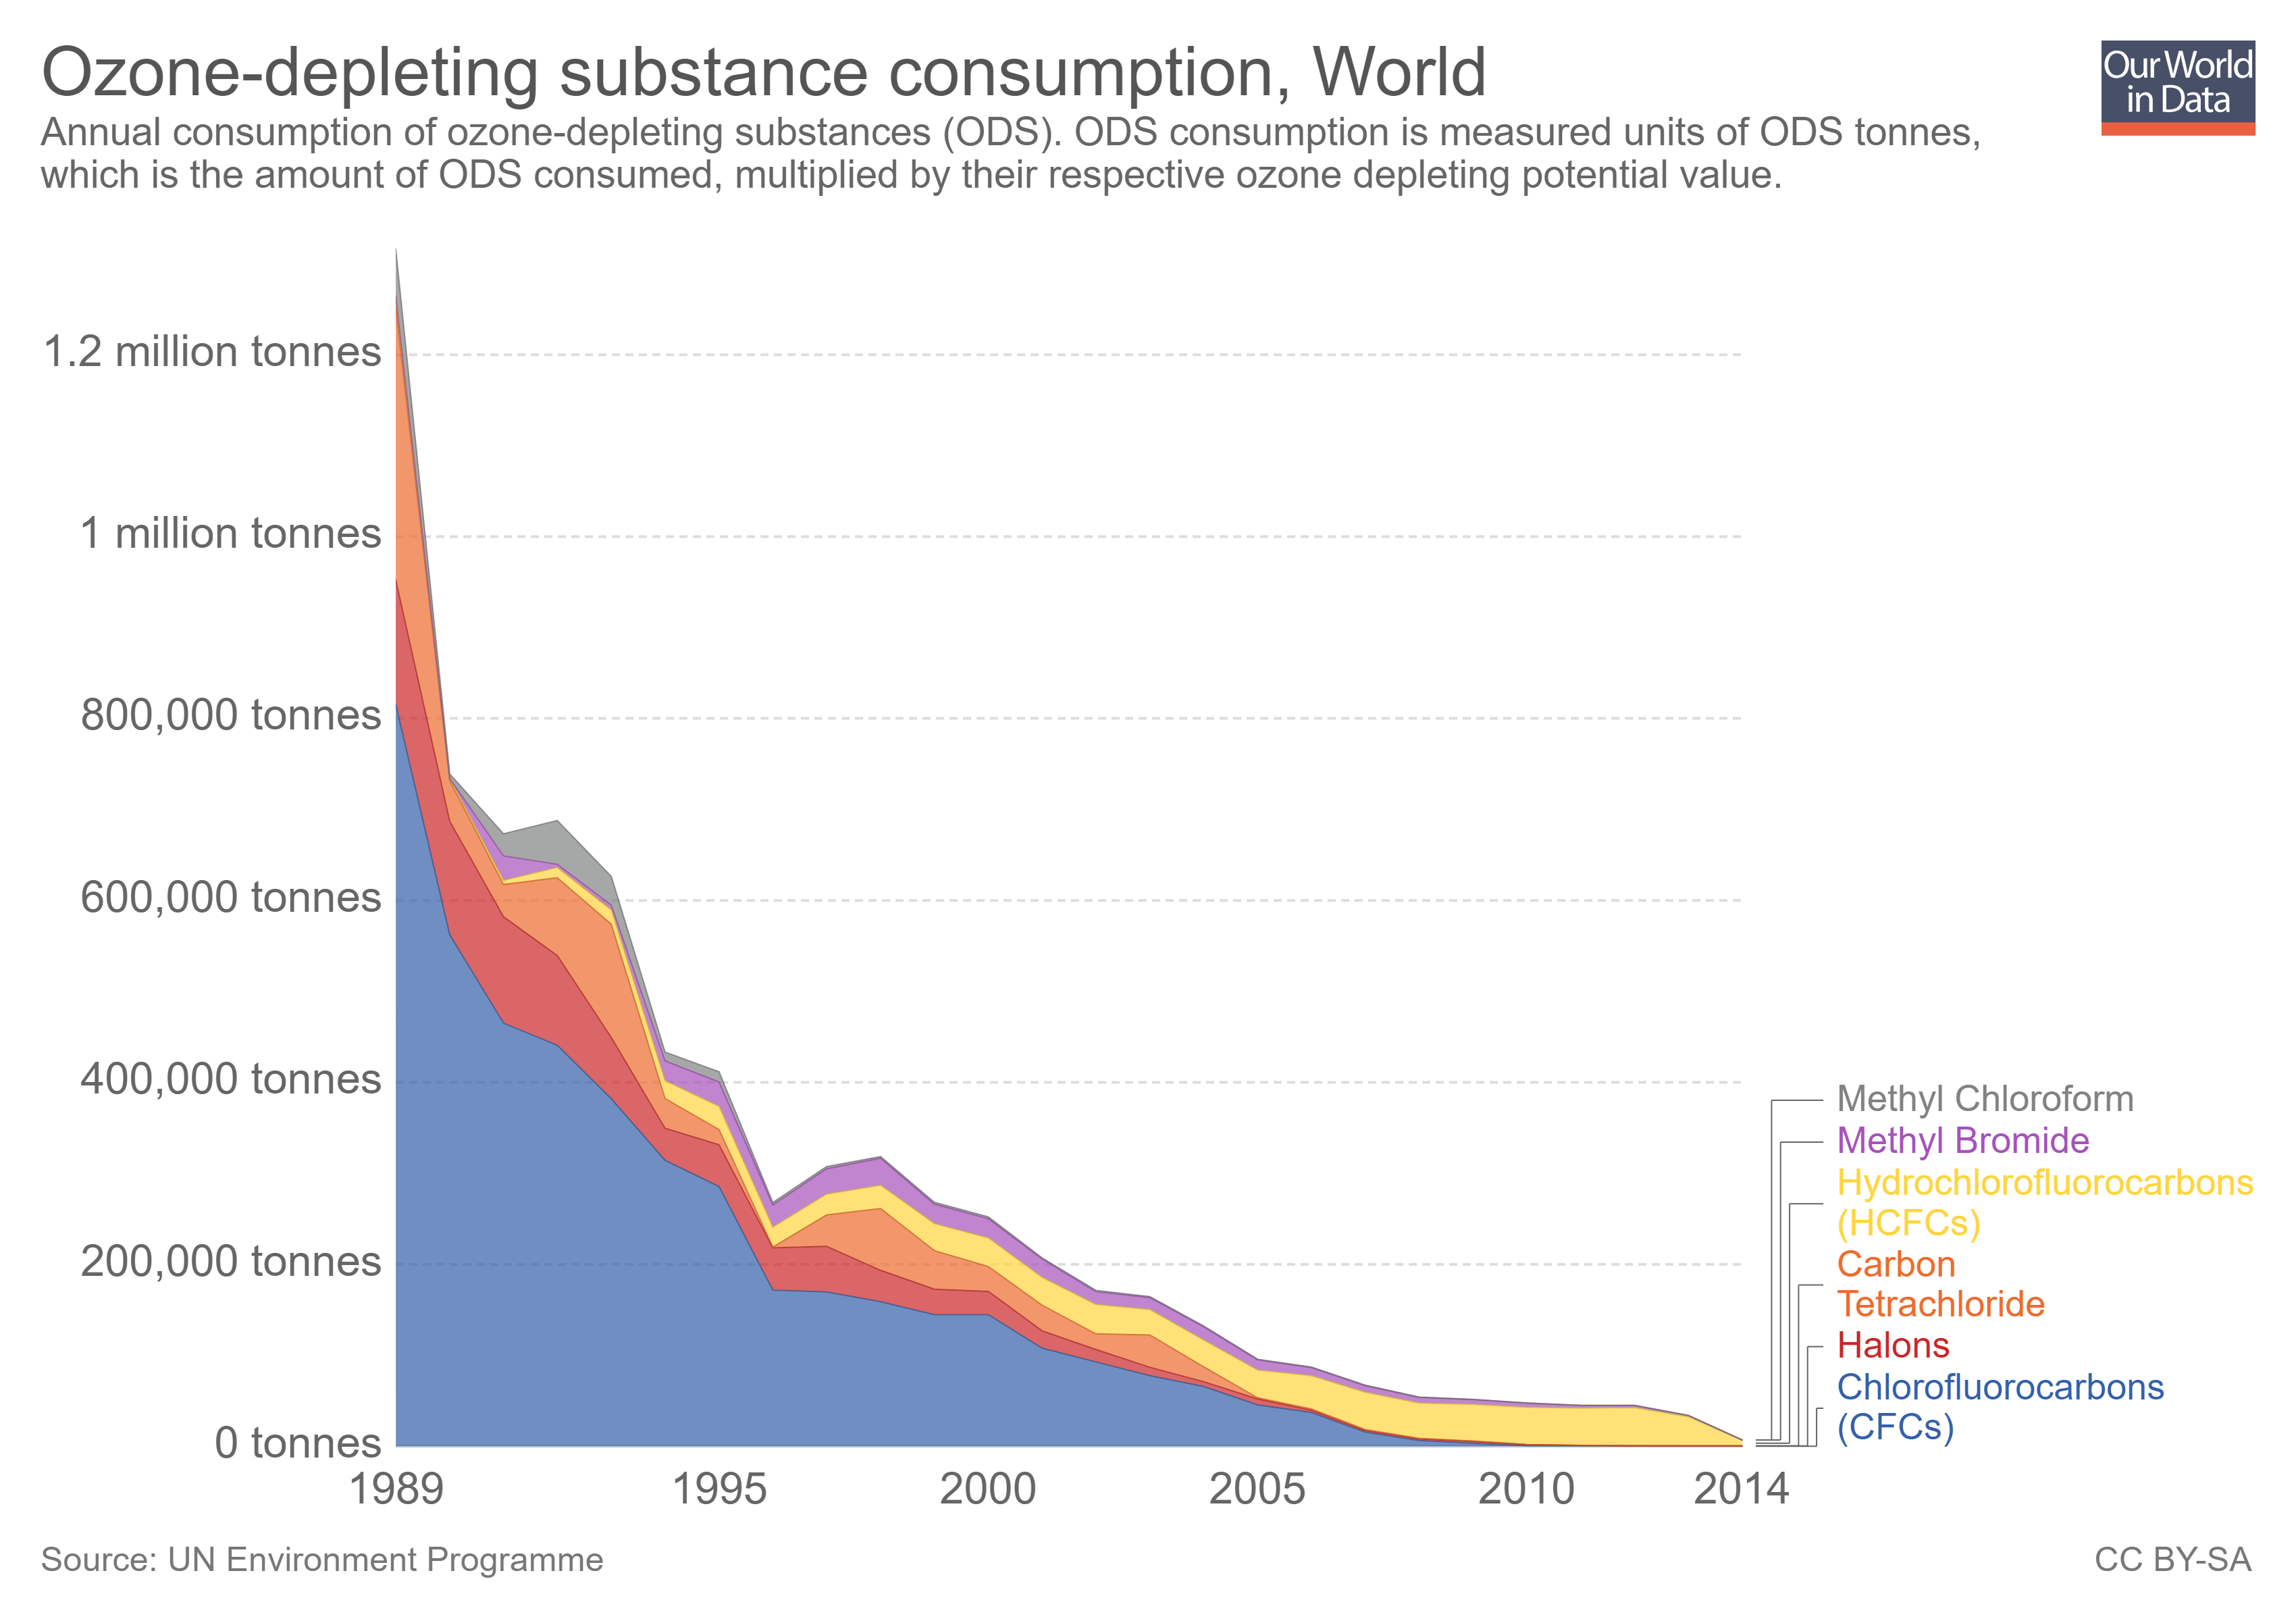 Ozone-depleting substance consumption, World
Annual consumption of ozone-depleting substances (ODS). ODS consumption is measured units of ODS tonnes,
which is the amount of ODS consumed, multiplied by their respective ozone depleting potential value.
Our World
in Data
1.2 million tonnes
1 million tonnes
800,000 tonnes
600,000 tonnes
400,000 tonnes
200,000 tonnes
0 tonnes
1989
1995
2000
2005
2010
2014
Methyl Chloroform
Methyl Bromide
Hydrochlorofluorocarbons
(HCFCs)
Carbon
Tetrachloride
Halons
Chlorofluorocarbons
(CFCs)
Source: UN Environment Programme
CC BY-SA